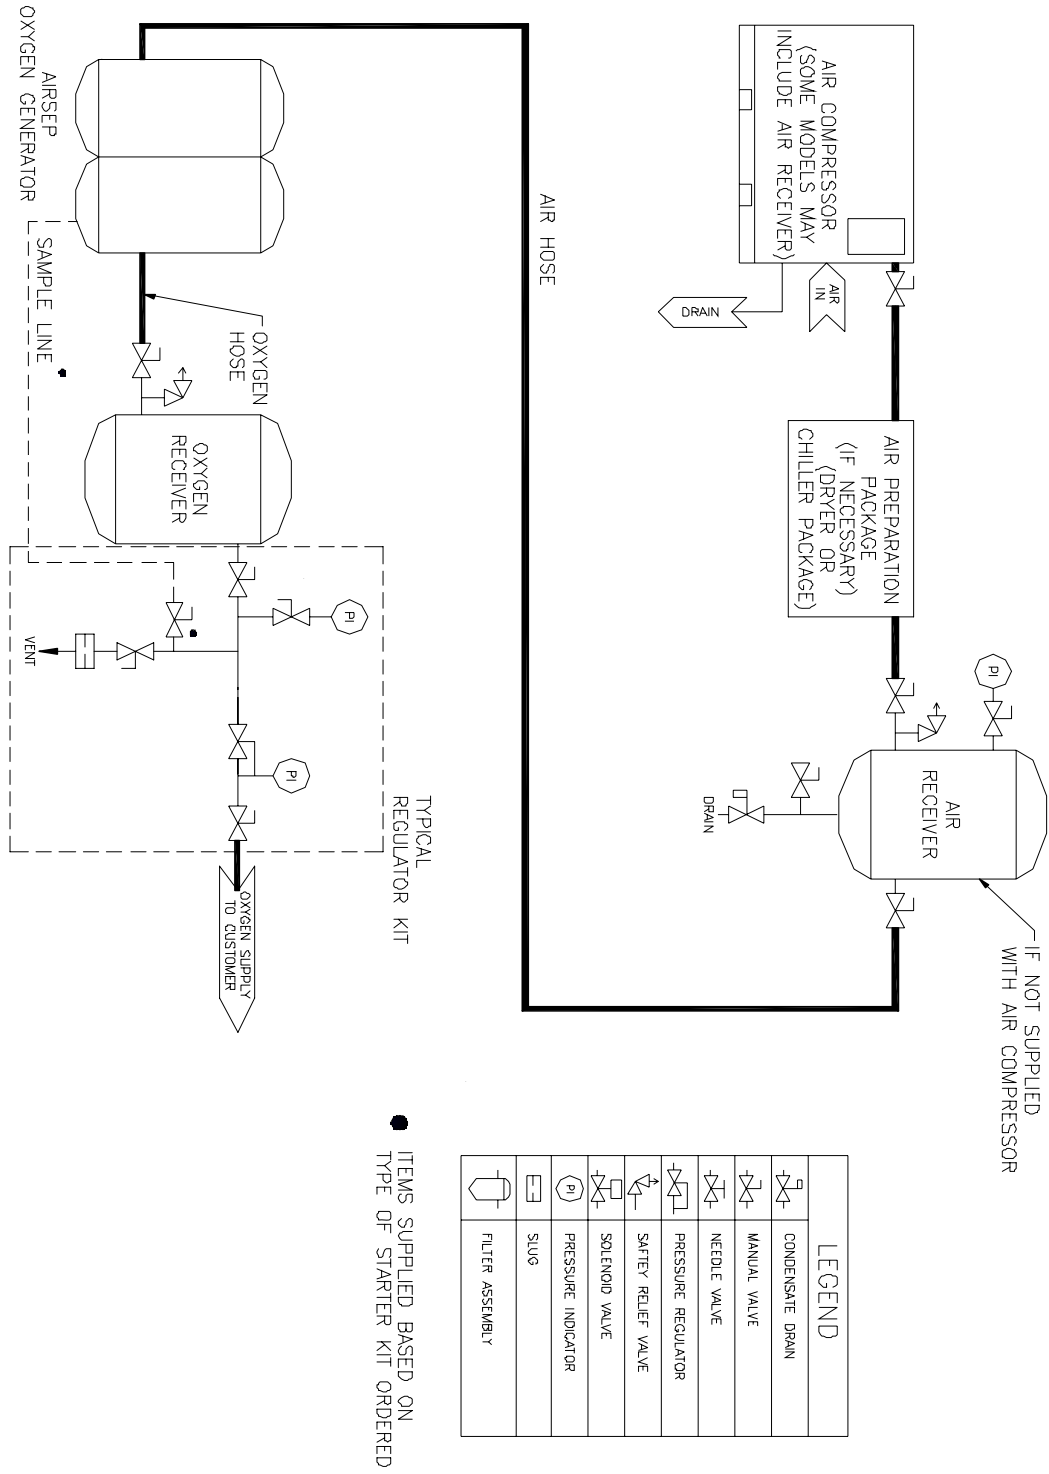 AIR COMPRESSOR
(SOME MODELS MAY
INCLUDE AIR RECEIVER)
AIR
IN
DRAIN
AIR PREPARATION
PACKAGE
(IF NECESSARY)
(DRYER OR
CHILLER PACKAGE)
PI
AIR
RECEIVER
DRAIN
IF NOT SUPPLIED
WITH AIR COMPRESSOR
AIR HOSE
AIRSEP
OXYGEN GENERATOR
SAMPLE LINE
OXYGEN
HOSE
OXYGEN
RECEIVER
PI
VENT
PI
TYPICAL
REGULATOR KIT
OXYGEN SUPPLY
TO CUSTOMER
LEGEND
CONDENSATE DRAIN
MANUAL VALVE
NEEDLE VALVE
PRESSURE REGULATOR
SAFTEY RELIEF VALVE
SOLENOID VALVE
PI PRESSURE INDICATOR
SLUG
FILTER ASSEMBLY
ITEMS SUPPLIED BASED ON
TYPE OF STARTER KIT ORDERED